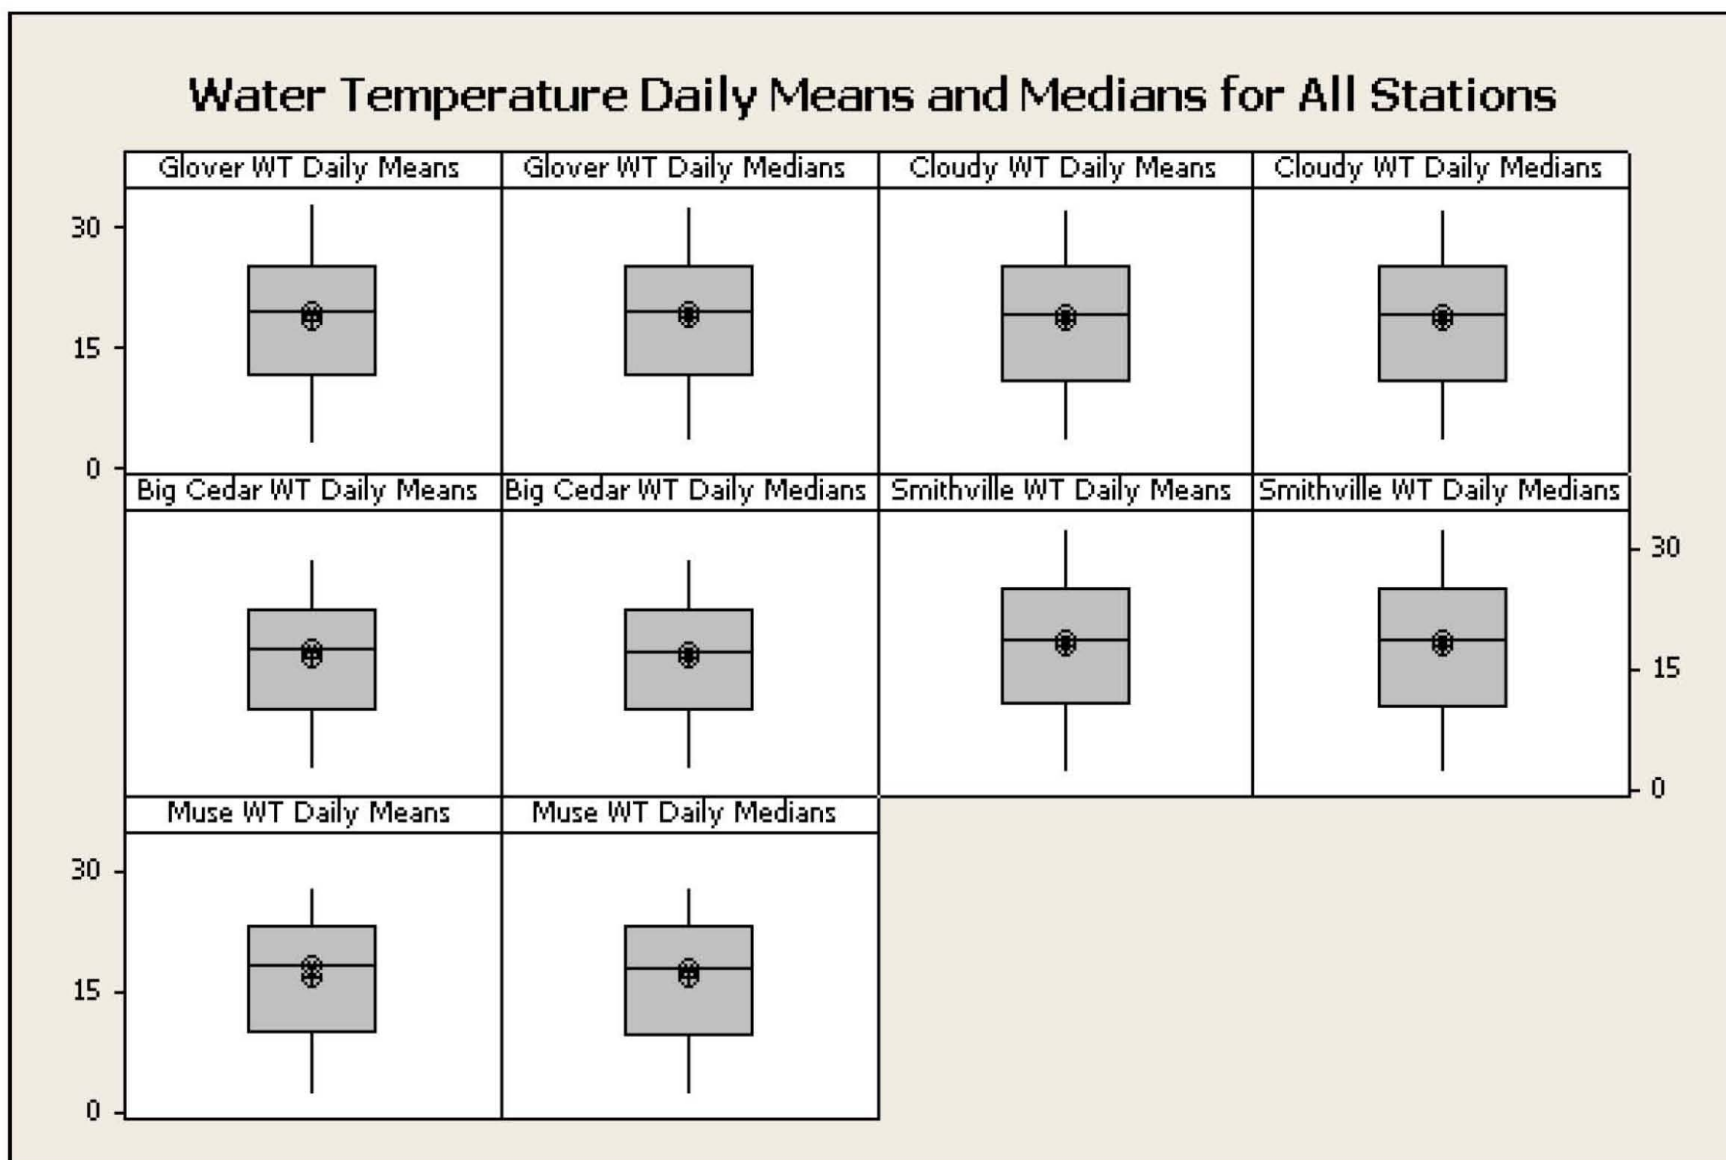 Water Temperature Daily Means and Medians for All Stations
Glover WT Daily Means
Glover WT Daily Medians
Cloudy WT Daily Means
Cloudy WT Daily Medians
30
15
0
Big Cedar WT Daily Means
Big Cedar WT Daily Medians
Smithville WT Daily Means
Smithville WT Daily Medians
30
15
0
Muse WT Daily Means
Muse WT Daily Medians
30
15
0